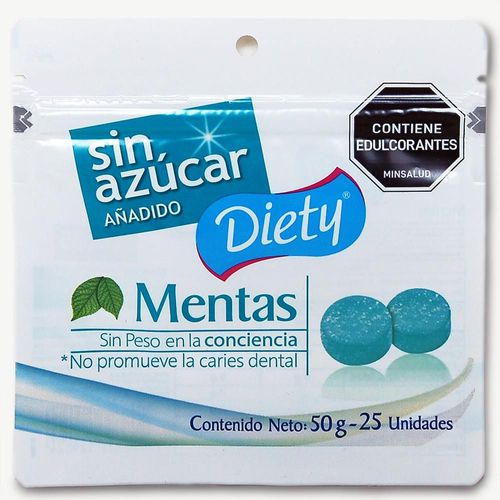 sin
azúcar
AÑADIDO
CONTIENE
EDULCORANTES
MINSALUD
Diety®
Mentas
Sin Peso en la conciencia
*No promueve la caries dental
Contenido Neto: 50g - 25 Unidades